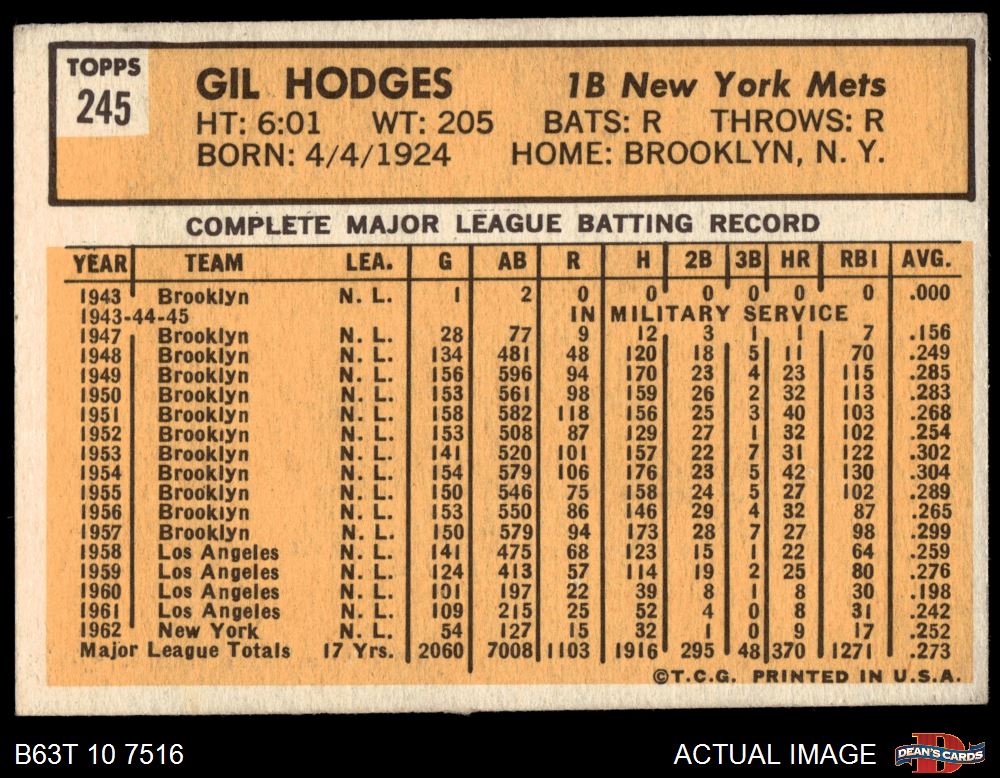 TOPPS
245
GIL HODGES 1B New York Mets
HT: 6:01 WT: 205 BATS: R THROWS: R
BORN: 4/4/1924 HOME: BROOKLYN, N. Y.
COMPLETE MAJOR LEAGUE BATTING RECORD
YEAR TEAM LEA. G AB R H 2B 3B HR RBI AVG.
1943 Brooklyn N. L. 1 2 0 0 0 0 0 0 .000
1943-44-45 IN MILITARY SERVICE
1947 Brooklyn N. L. 28 77 9 12 3 1 1 7 .156
1948 Brooklyn N. L. 134 481 48 120 18 5 11 70 .249
1949 Brooklyn N. L. 156 596 94 170 23 4 23 115 .285
1950 Brooklyn N. L. 153 561 98 159 26 2 32 113 .283
1951 Brooklyn N. L. 158 582 118 156 25 3 40 103 .268
1952 Brooklyn N. L. 153 508 87 129 27 1 32 102 .254
1953 Brooklyn N. L. 141 520 101 157 22 7 31 122 .302
1954 Brooklyn N. L. 154 579 106 176 23 5 42 130 .304
1955 Brooklyn N. L. 150 546 75 158 24 5 27 102 .289
1956 Brooklyn N. L. 153 550 86 146 29 4 32 87 .265
1957 Brooklyn N. L. 150 579 94 173 28 7 27 98 .299
1958 Los Angeles N. L. 141 475 68 123 15 1 22 64 .259
1959 Los Angeles N. L. 124 413 57 114 19 2 25 80 .276
1960 Los Angeles N. L. 101 197 22 39 8 1 8 30 .198
1961 Los Angeles N. L. 109 215 25 52 4 0 8 31 .242
1962 New York N. L. 54 127 15 32 1 0 9 17 .252
Major League Totals 17 Yrs. 2060 7008 1103 1916 295 48 370 1271 .273
©T.C.G. PRINTED IN U.S.A.
B63T 10 7516 ACTUAL IMAGE DEAN'S CARDS